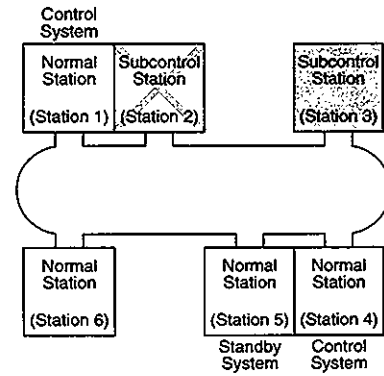 Control
System
Normal
Station
(Station 1)
Subcontrol
Station
(Station 2)
Subcontrol
Station
(Station 3)
Normal
Station
(Station 6)
Normal
Station
(Station 5)
Normal
Station
(Station 4)
Standby
System
Control
System